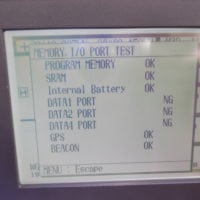 MEMORY, I/O PORT TEST
PROGRAM MEMORY OK
SRAM OK
Internal Battery OK
DATA1 PORT NG
DATA2 PORT NG
DATA4 PORT NG
GPS OK
BEACON OK
MENU : Escape